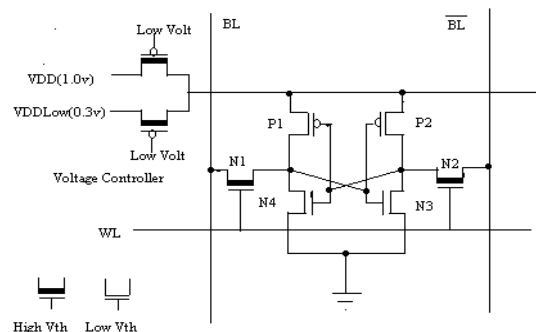 Low Volt
BL
BL
VDD(1.0v)
VDDLow(0.3v)
P1
P2
Low Volt
Voltage Controller
N1
N2
N4
N3
WL
High Vth
Low Vth